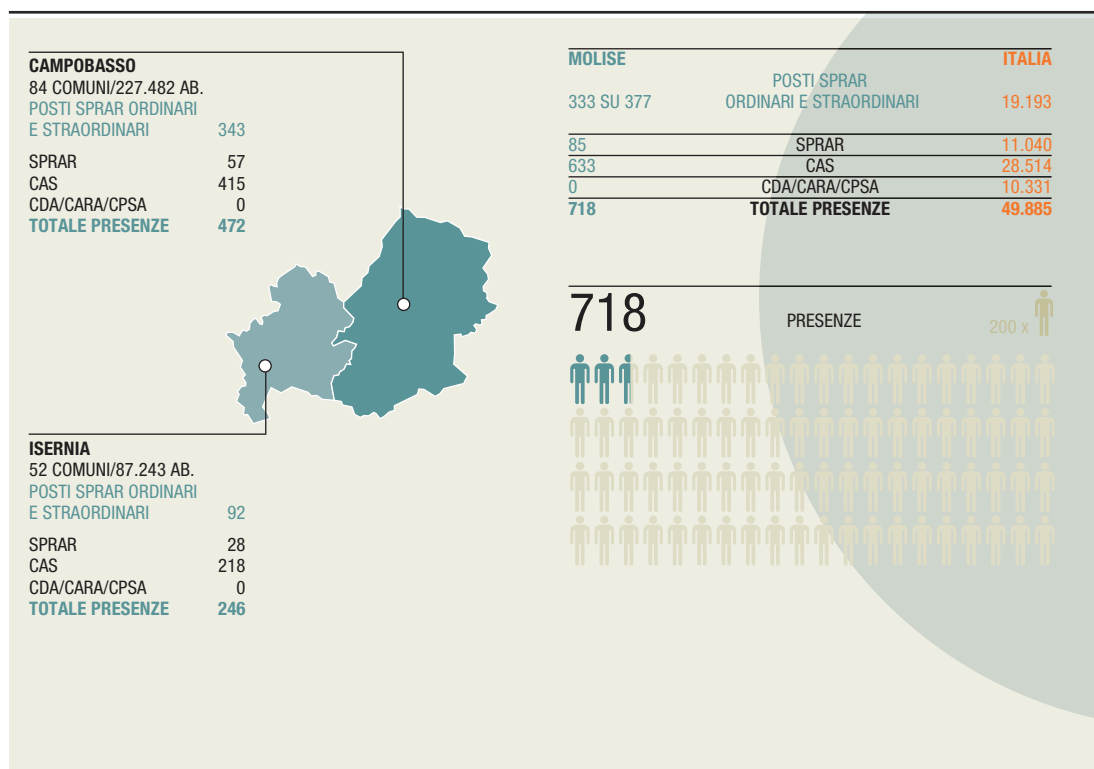 CAMPOBASSO
84 COMUNI/227.482 AB.
POSTI SPRAR ORDINARI
E STRAORDINARI 343
SPRAR 57
CAS 415
CDA/CARA/CPSA 0
TOTALE PRESENZE 472
ISERNIA
52 COMUNI/87.243 AB.
POSTI SPRAR ORDINARI
E STRAORDINARI 92
SPRAR 28
CAS 218
CDA/CARA/CPSA 0
TOTALE PRESENZE 246
MOLISE ITALIA
POSTI SPRAR
333 SU 377 ORDINARI E STRAORDINARI 19.193
85 SPRAR 11.040
633 CAS 28.514
0 CDA/CARA/CPSA 10.331
718 TOTALE PRESENZE 49.885
718 PRESENZE 200 x